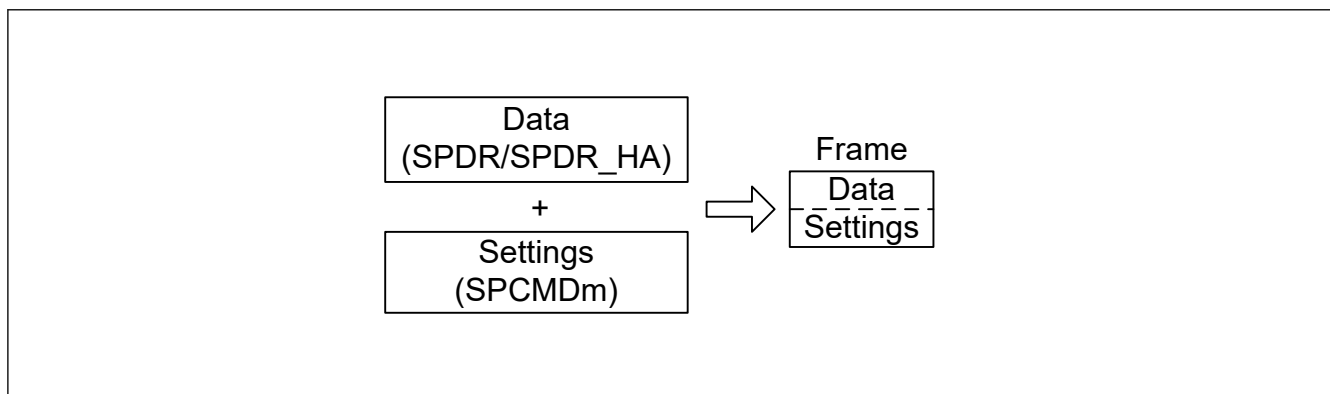 Data
(SPDR/SPDR_HA)
+
Settings
(SPCMDm)
Frame
Data
Settings